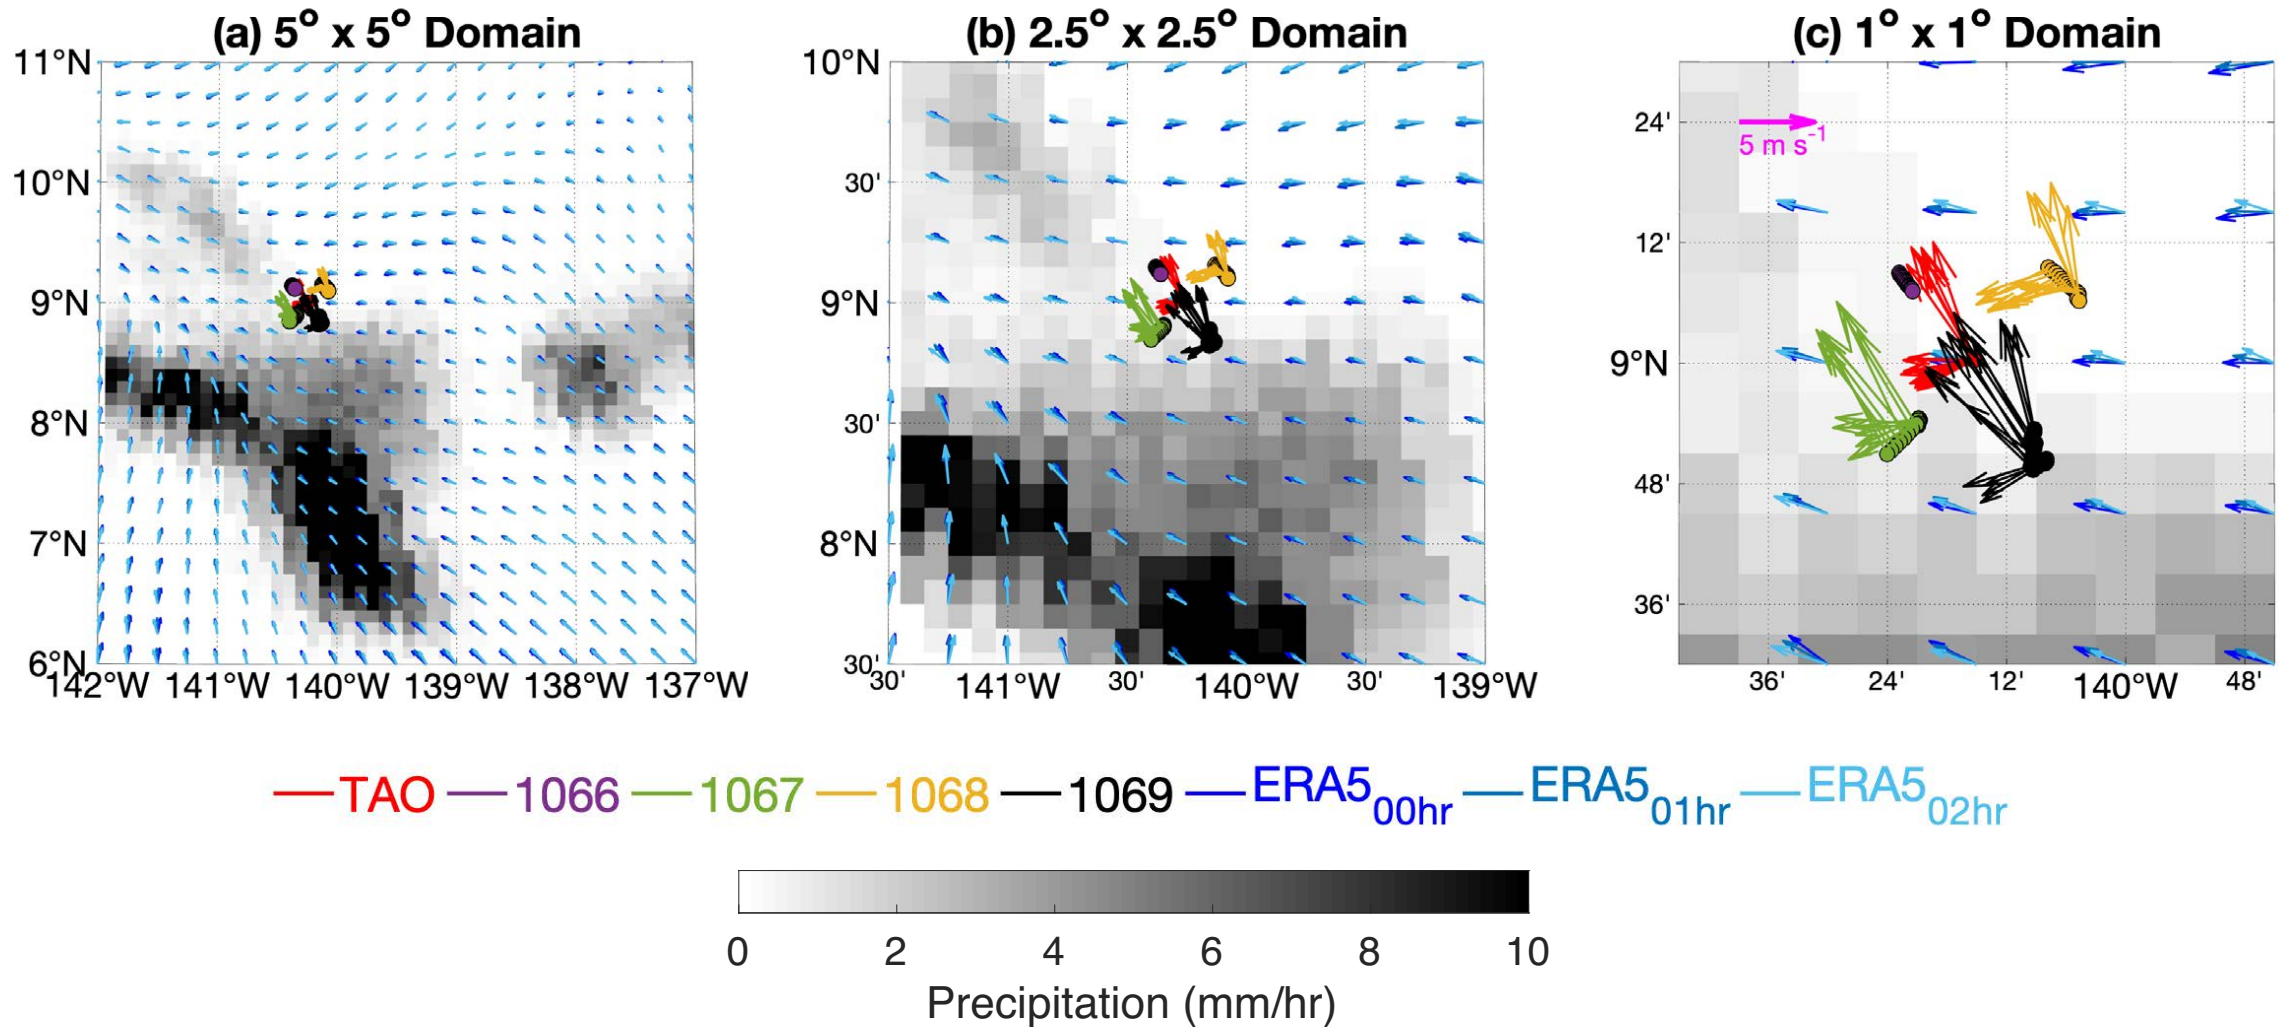 (a) 5° x 5° Domain
(b) 2.5° x 2.5° Domain
(c) 1° x 1° Domain
11°N
10°N
9°N
8°N
7°N
6°N
142°W 141°W 140°W 139°W 138°W 137°W
10°N
30'
9°N
30'
8°N
30'
30' 141°W 30' 140°W 30' 139°W
24'
12'
9°N
48'
36'
36' 24' 12' 140°W 48'
5 m s-1
TAO 1066 1067 1068 1069 ERA500hr ERA501hr ERA502hr
0 2 4 6 8 10
Precipitation (mm/hr)